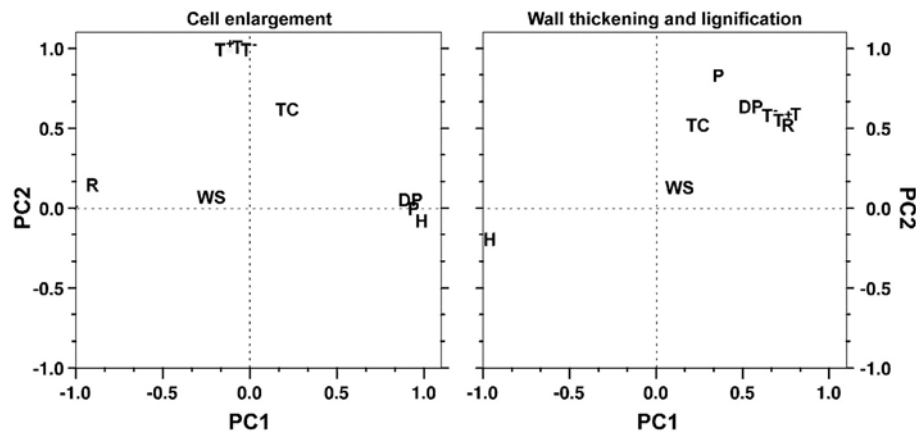 Cell enlargement
Wall thickening and lignification
1.0
T+ T T-
TC
0.5
R
WS
DP
P
H
0.0
-0.5
-1.0
PC2
-1.0
-0.5
0.0
0.5
1.0
PC1
P
DP
T-
T+
T
R
TC
WS
H
1.0
0.5
0.0
-0.5
-1.0
PC2
-1.0
-0.5
0.0
0.5
1.0
PC1